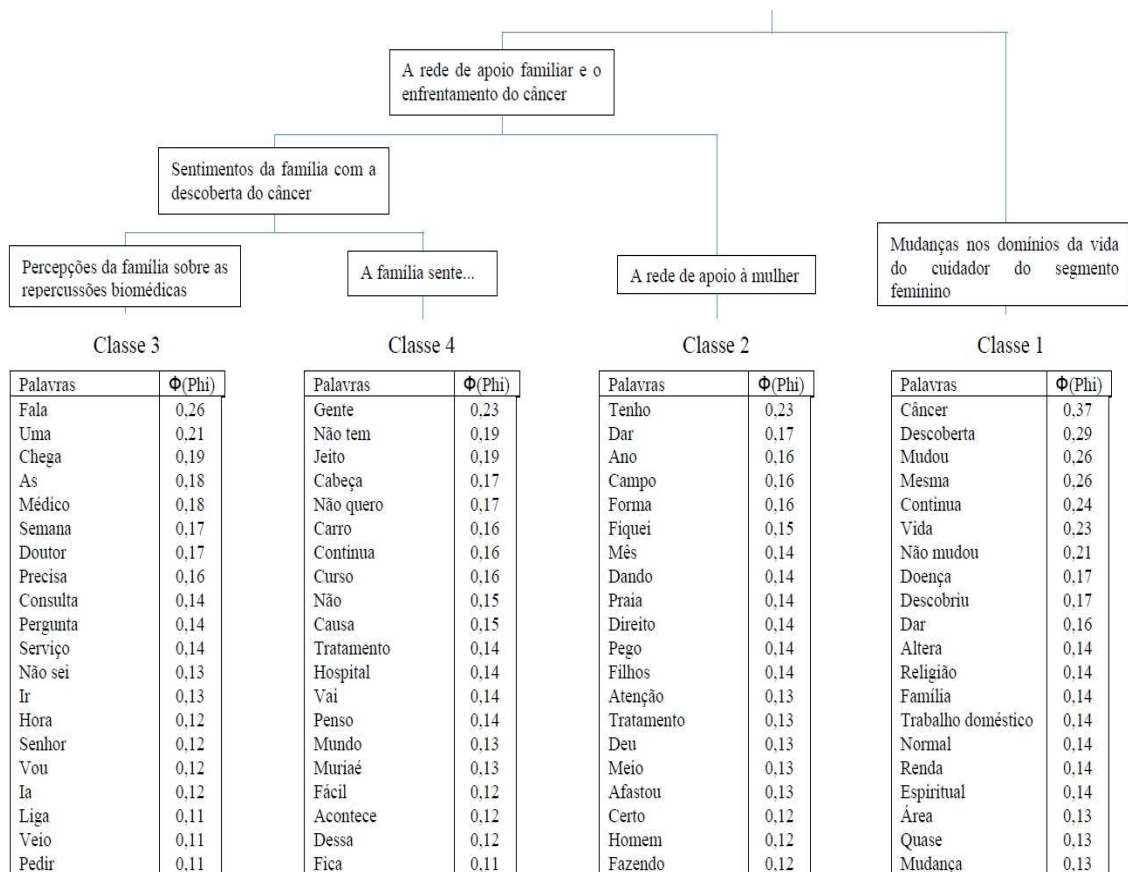 A rede de apoio familiar e o
enfrentamento do câncer
Sentimentos da família com a
descoberta do câncer
Percepções da família sobre as
repercussões biomédicas
A família sente...
A rede de apoio à mulher
Mudanças nos domínios da vida
do cuidador do segmento
feminino
Classe 3
Palavras Φ(Phi)
Fala 0,26
Uma 0,21
Chega 0,19
As 0,18
Médico 0,18
Semana 0,17
Doutor 0,17
Precisa 0,16
Consulta 0,14
Pergunta 0,14
Serviço 0,14
Não sei 0,13
Ir 0,13
Hora 0,12
Senhor 0,12
Vou 0,12
Ia 0,12
Liga 0,11
Veio 0,11
Pedir 0,11
Classe 4
Palavras Φ(Phi)
Gente 0,23
Não tem 0,19
Jeito 0,19
Cabeça 0,17
Não quero 0,17
Carro 0,16
Continua 0,16
Curso 0,16
Não 0,15
Causa 0,15
Tratamento 0,14
Hospital 0,14
Vai 0,14
Penso 0,14
Mundo 0,13
Muriaé 0,13
Fácil 0,12
Acontece 0,12
Dessa 0,12
Fica 0,11
Classe 2
Palavras Φ(Phi)
Tenho 0,23
Dar 0,17
Ano 0,16
Campo 0,16
Forma 0,16
Fiquei 0,15
Mês 0,14
Dando 0,14
Praia 0,14
Direito 0,14
Pego 0,14
Filhos 0,14
Atenção 0,13
Tratamento 0,13
Deu 0,13
Meio 0,13
Afastou 0,13
Certo 0,12
Homem 0,12
Fazendo 0,12
Classe 1
Palavras Φ(Phi)
Câncer 0,37
Descoberta 0,29
Mudou 0,26
Mesma 0,26
Continua 0,24
Vida 0,23
Não mudou 0,21
Doença 0,17
Descobriu 0,17
Dar 0,16
Altera 0,14
Religião 0,14
Família 0,14
Trabalho doméstico 0,14
Normal 0,14
Renda 0,14
Espiritual 0,14
Área 0,13
Quase 0,13
Mudança 0,13